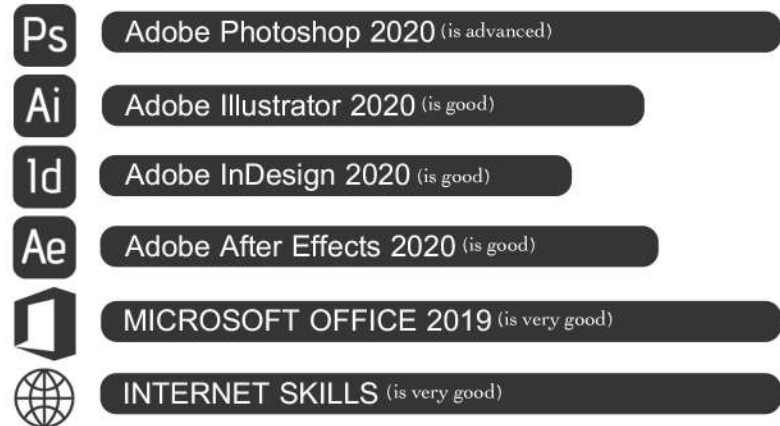 Ps Adobe Photoshop 2020 (is advanced)
Ai Adobe Illustrator 2020 (is good)
Id Adobe InDesign 2020 (is good)
Ae Adobe After Effects 2020 (is good)
MICROSOFT OFFICE 2019 (is very good)
INTERNET SKILLS (is very good)